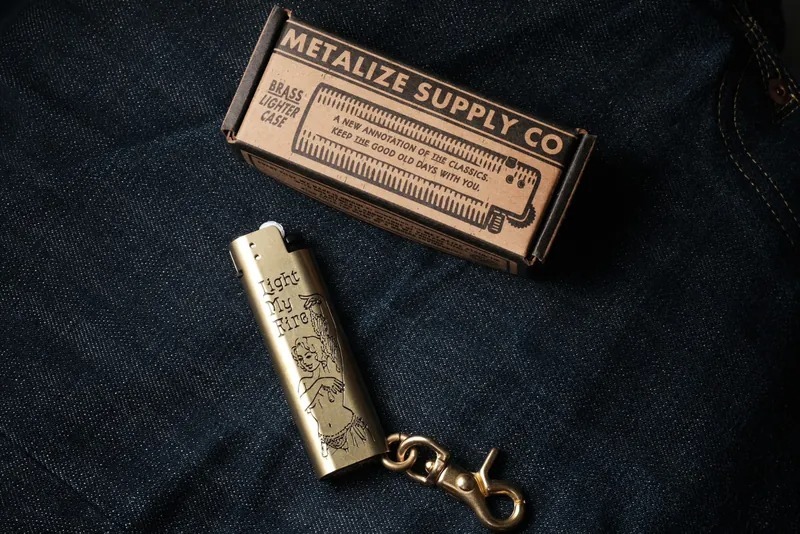 METALIZE SUPPLY CO
BRASS
LIGHTER
CASE
A NEW ANNOTATION OF THE CLASSICS.
KEEP THE GOOD OLD DAYS WITH YOU.
Light
My
Fire